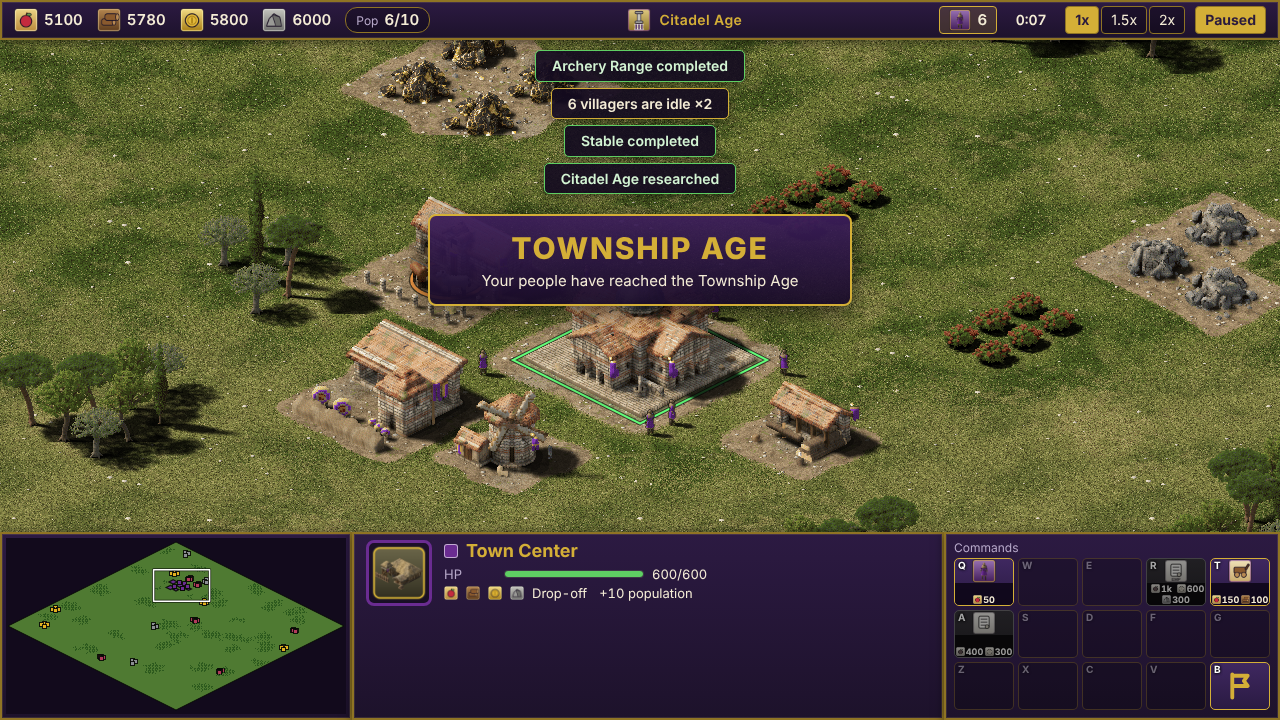 5100
5780
5800
6000
Pop 6/10
Citadel Age
6
0:07
1x
1.5x
2x
Paused
Archery Range completed
6 villagers are idle ×2
Stable completed
Citadel Age researched
TOWNSHIP AGE
Your people have reached the Township Age
Town Center
HP 600/600
Drop-off +10 population
Commands
Q 50
W
E
R 1k 600 300
T 150 100
A 400 300
S
D
F
G
Z
X
C
V
B